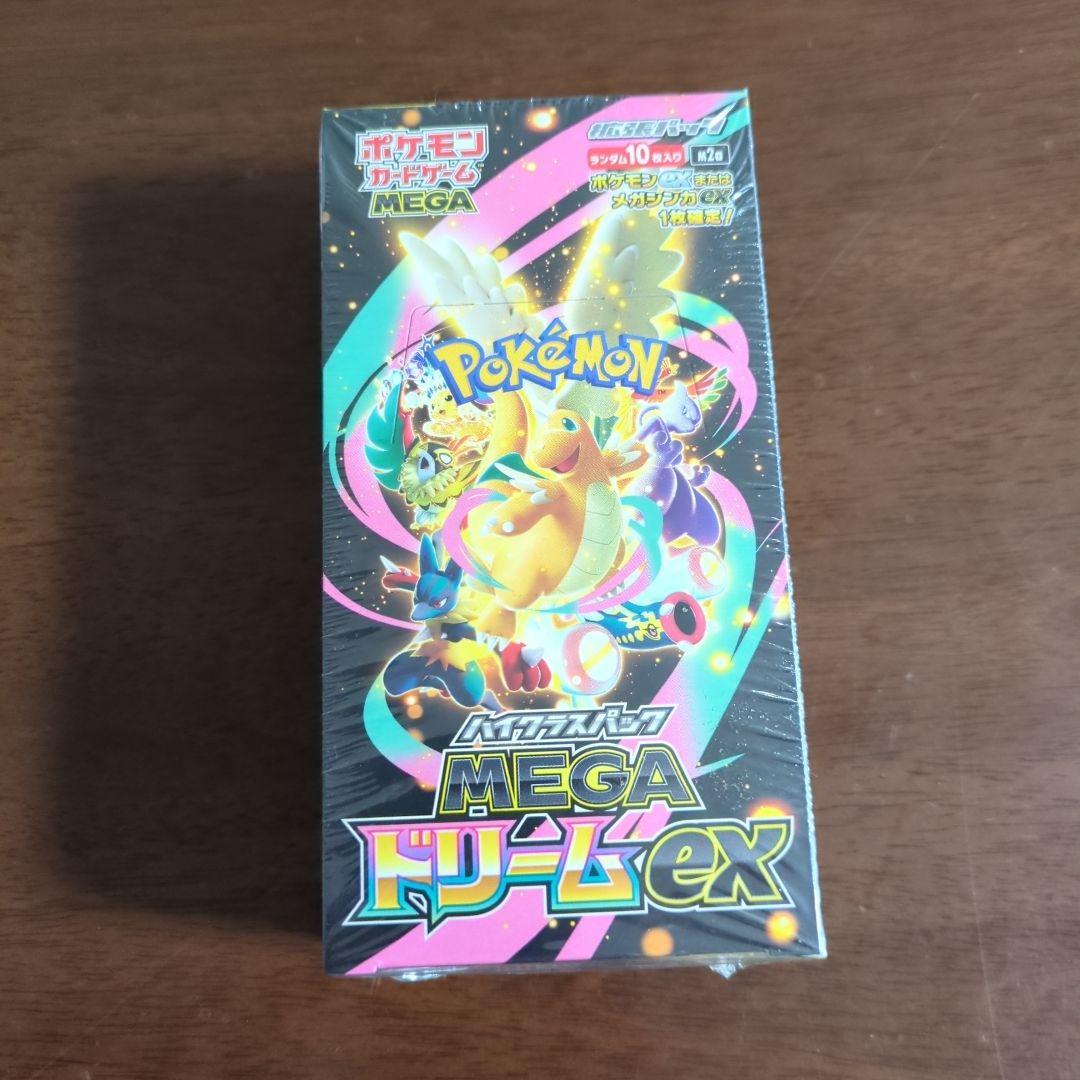 ポケモン
カードゲーム
MEGA
拡張パック
ランダム10枚入り M2a
ポケモンexまたは
メガシンカex
1枚確定!
POKéMON
TM
ハイクラスパック
MEGA
ドリームex